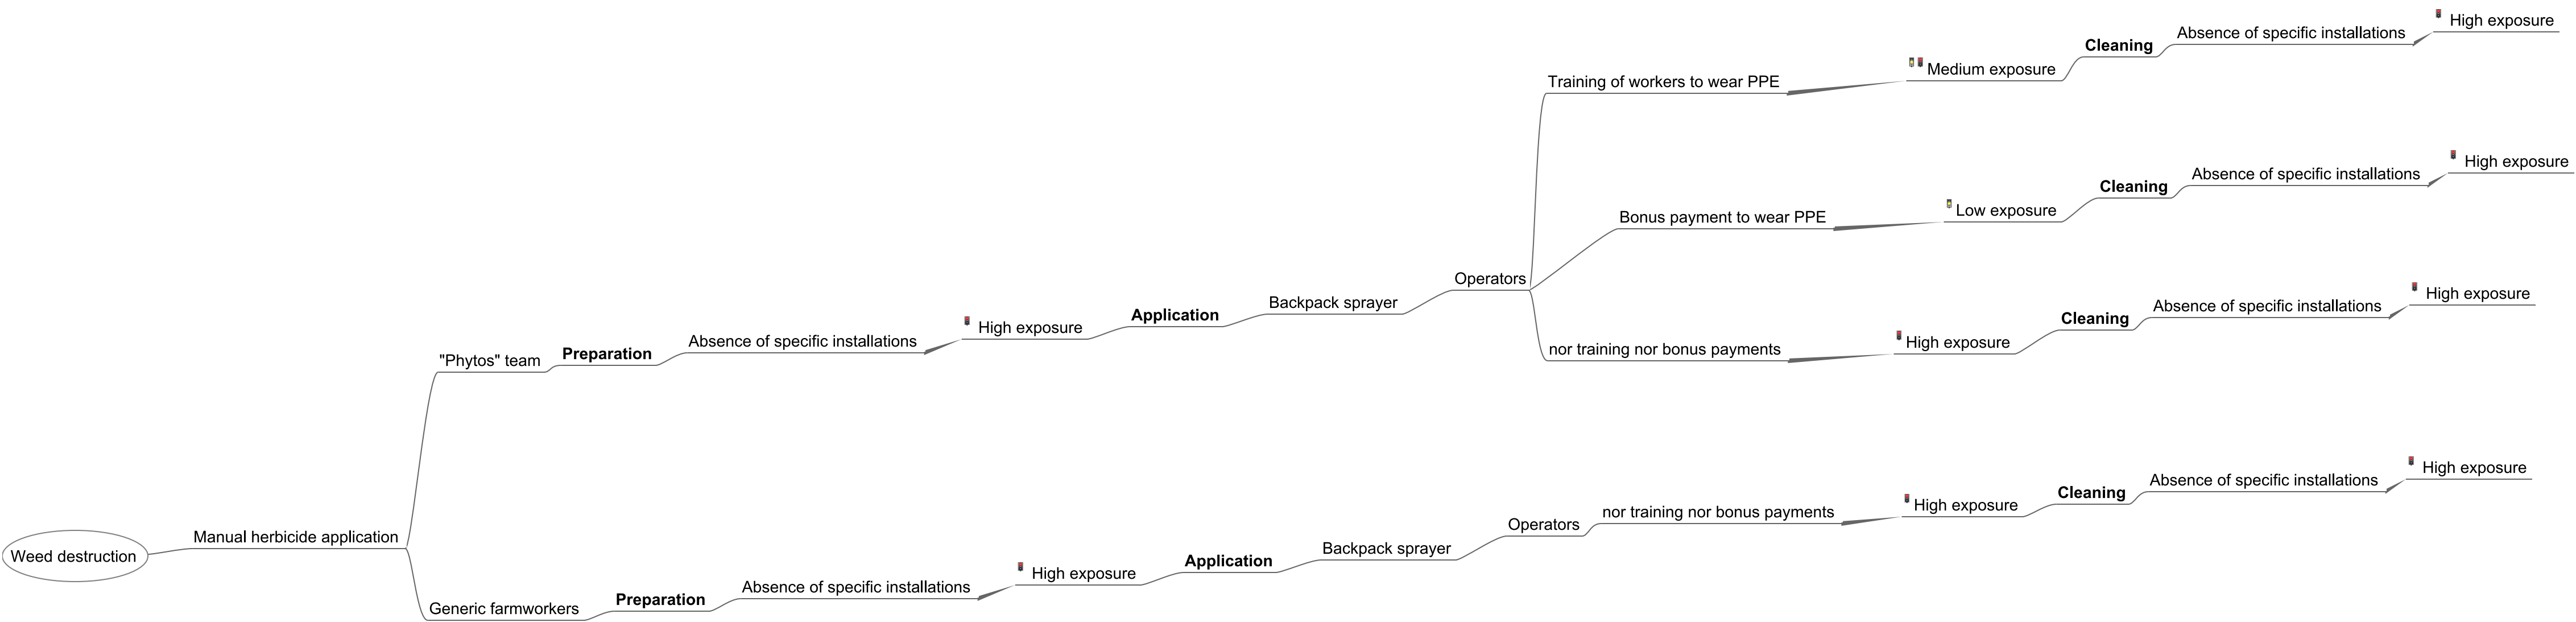 Weed destruction
Manual herbicide application
"Phytos" team
Preparation
Absence of specific installations
High exposure
Application
Backpack sprayer
Operators
Training of workers to wear PPE
Medium exposure
Cleaning
Absence of specific installations
High exposure
Bonus payment to wear PPE
Low exposure
Cleaning
Absence of specific installations
High exposure
nor training nor bonus payments
High exposure
Cleaning
Absence of specific installations
High exposure
Generic farmworkers
Preparation
Absence of specific installations
High exposure
Application
Backpack sprayer
Operators
nor training nor bonus payments
High exposure
Cleaning
Absence of specific installations
High exposure